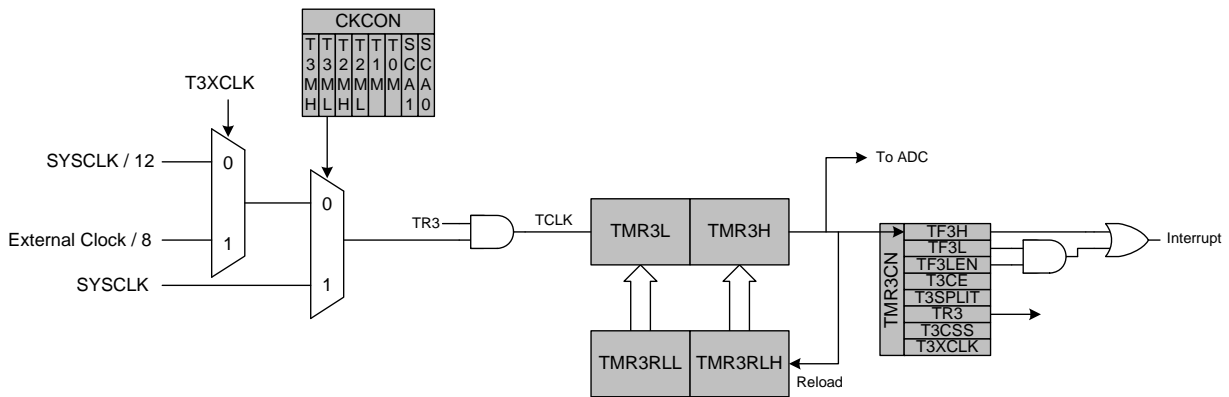 CKCON
T3MH
T3ML
T2MH
T2ML
T1M
T0M
SCA1
SCA0
T3XCLK
SYSCLK / 12
0
External Clock / 8
1
0
SYSCLK
1
TR3
TCLK
TMR3L
TMR3H
To ADC
TMR3RLL
TMR3RLH
Reload
TMR3CN
TF3H
TF3L
TF3LEN
T3CE
T3SPLIT
TR3
T3CSS
T3XCLK
Interrupt